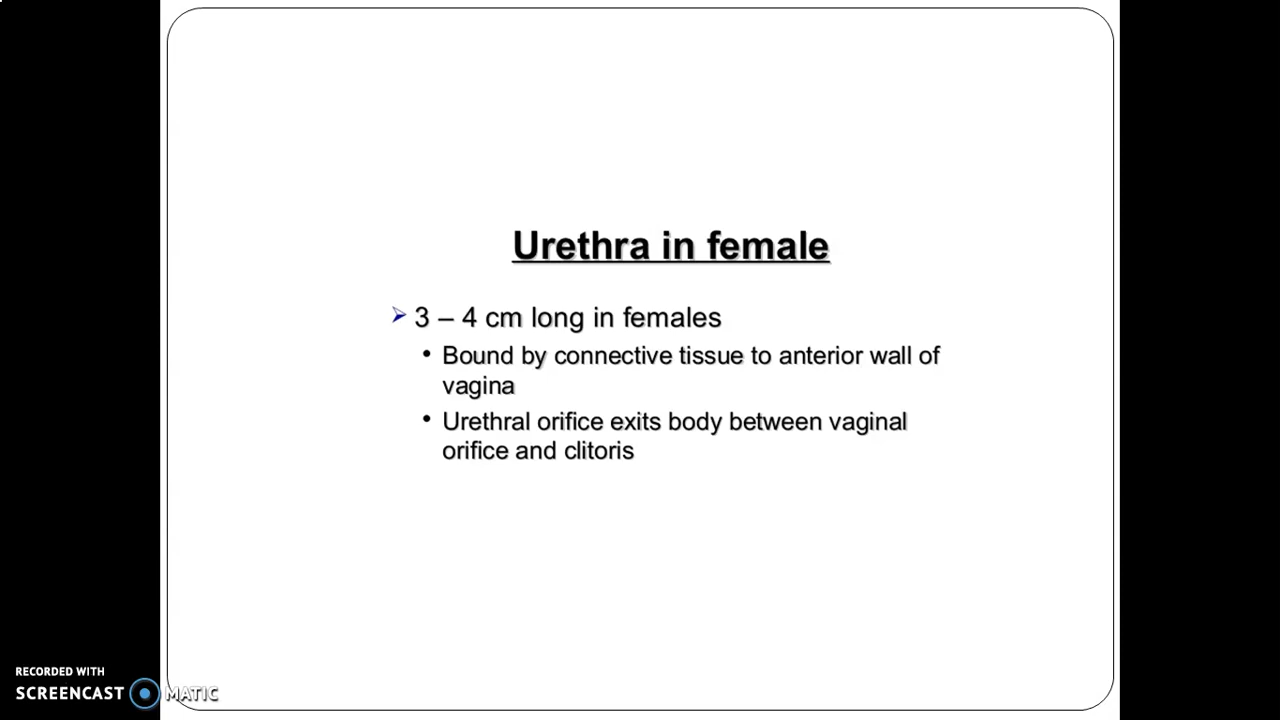 Urethra in female
3 – 4 cm long in females
Bound by connective tissue to anterior wall of
vagina
Urethral orifice exits body between vaginal
orifice and clitoris
RECORDED WITH
SCREENCAST MATIC